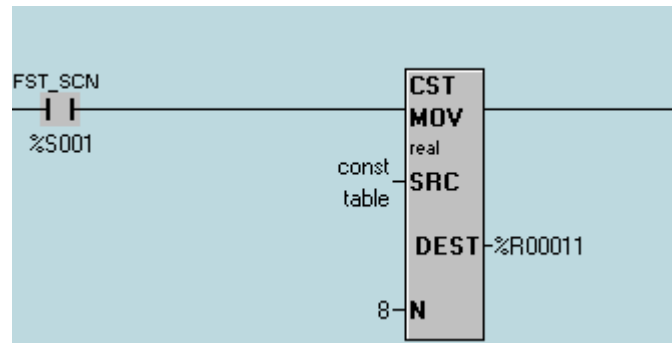 FST_SCN
%S001
CST
MOV
real
const
table
SRC
DEST
%R00011
8
N